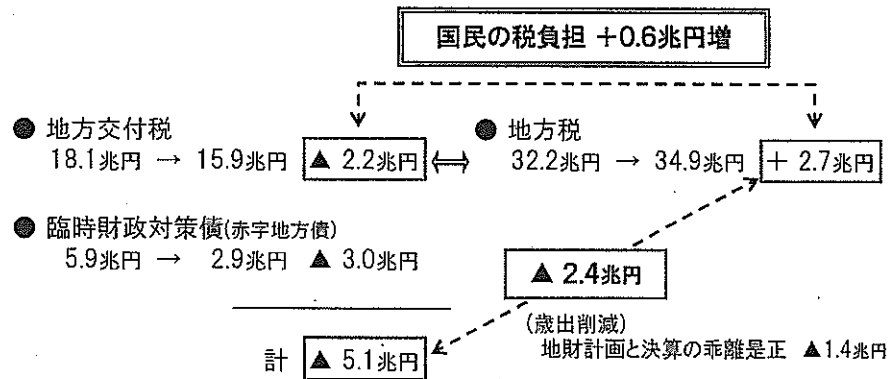 国民の税負担 +0.6兆円増
● 地方交付税
18.1兆円 → 15.9兆円 ▲ 2.2兆円 ⇔
● 地方税
32.2兆円 → 34.9兆円 + 2.7兆円
● 臨時財政対策債(赤字地方債)
5.9兆円 → 2.9兆円 ▲ 3.0兆円
▲ 2.4兆円
(歳出削減)
地財計画と決算の乖離是正 ▲1.4兆円
計 ▲ 5.1兆円